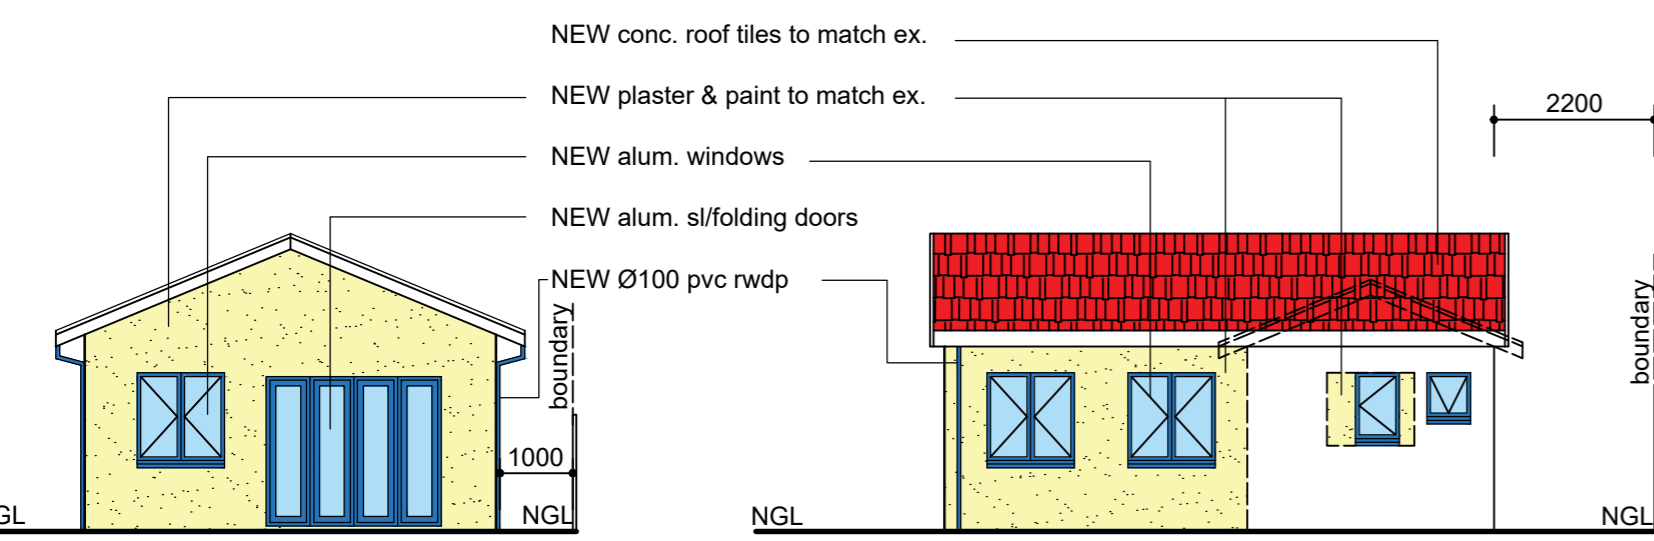 NEW conc. roof tiles to match ex.
NEW plaster & paint to match ex.
2200
NEW alum. windows
NEW alum. sl/folding doors
NEW Ø100 pvc rwdp
boundary
boundary
1000
GL
NGL
NGL
NGL